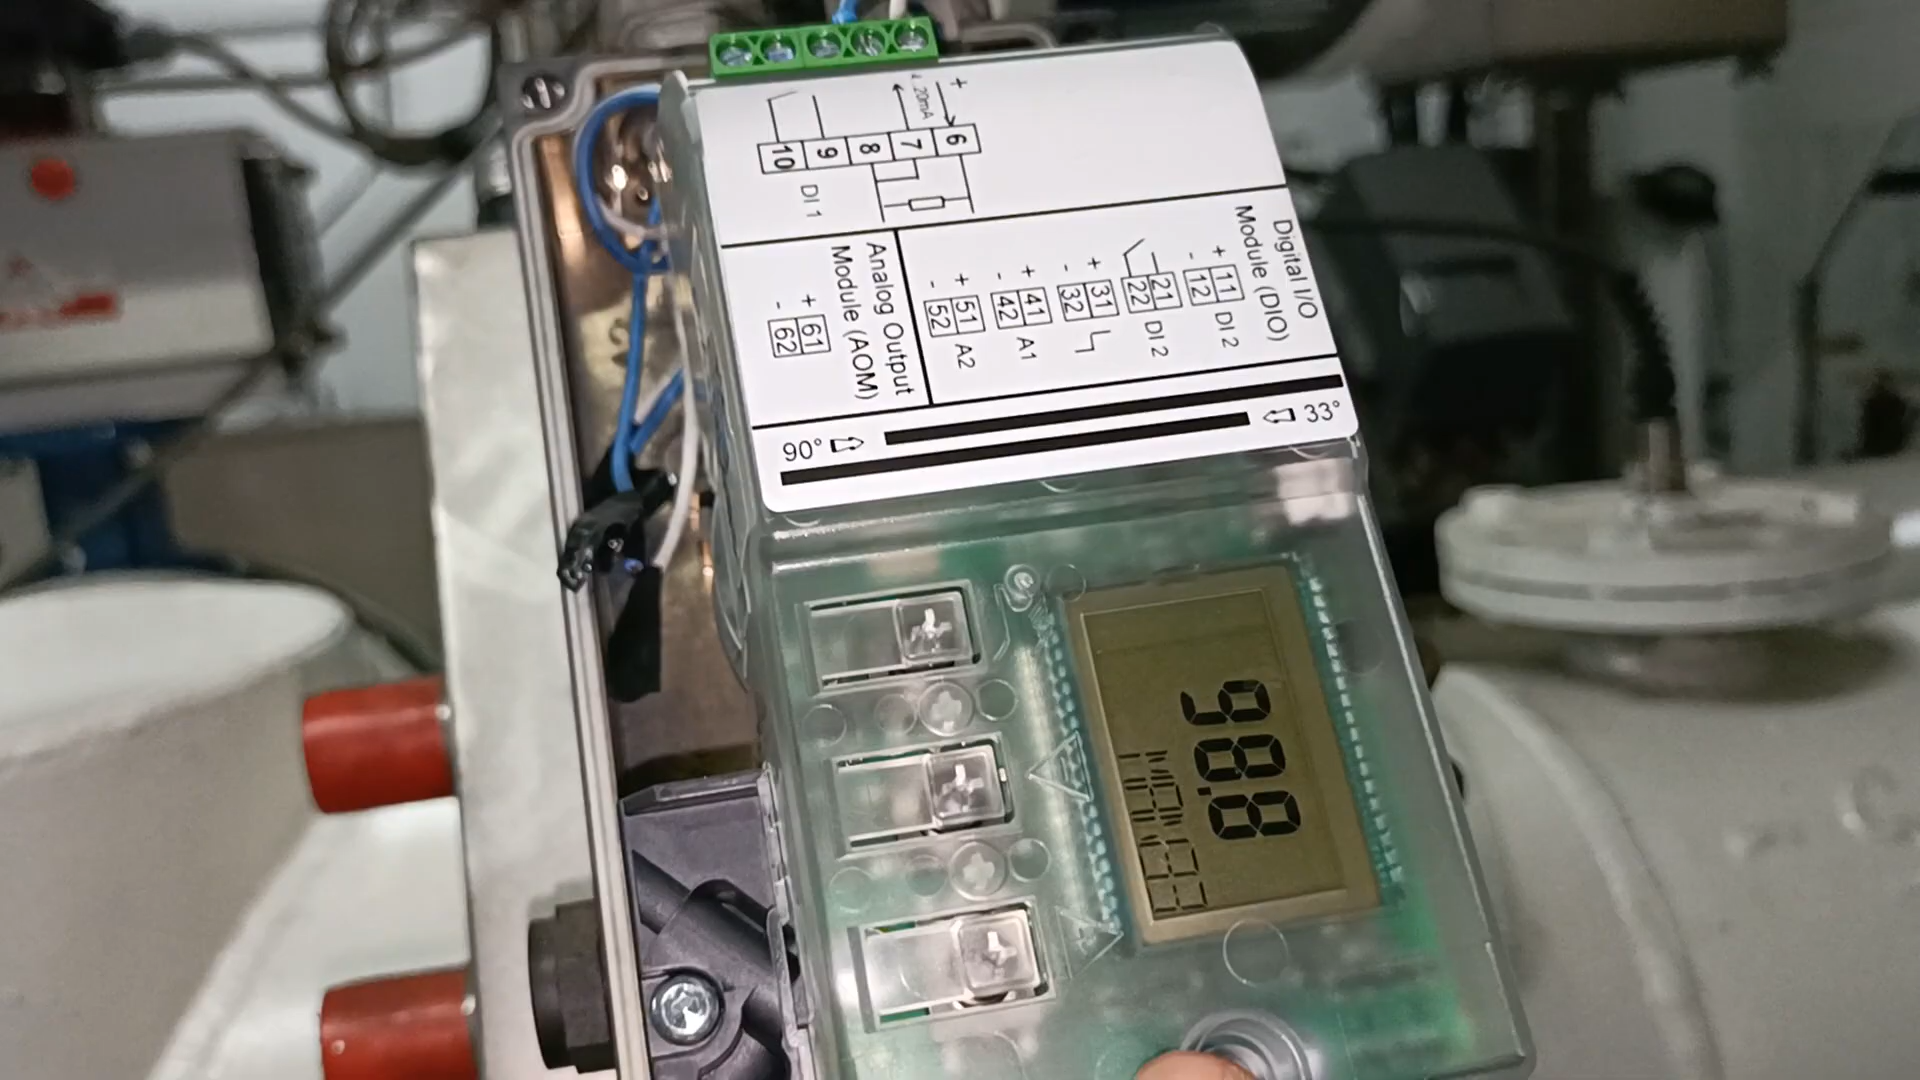 + 6
20mA 7
8
9 DI 1
10
Digital I/O
Module (DIO)
+ 11 DI 2
- 12
21 DI 2
22
+ 31
- 32
+ 41 A1
- 42
+ 51 A2
- 52
Analog Output
Module (AOM)
+ 61
- 62
33°
90°
98.8